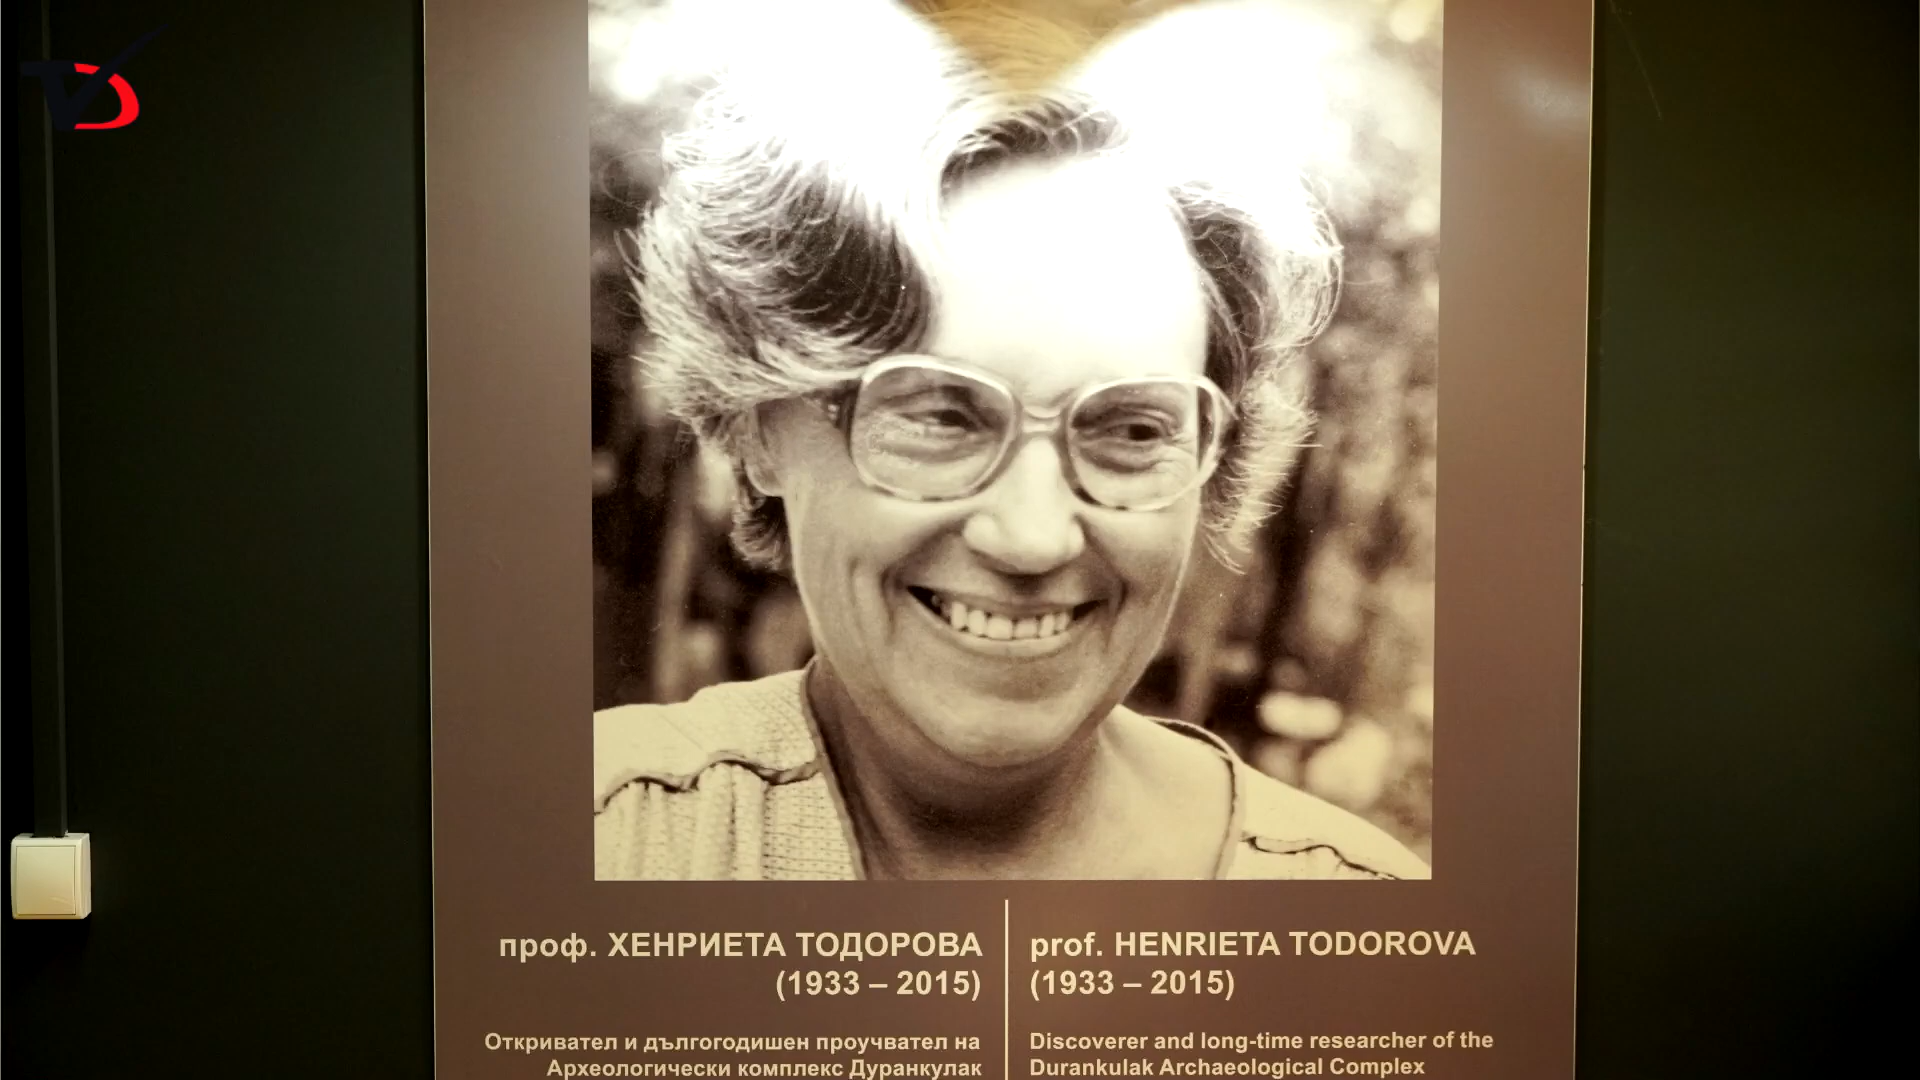 VD
проф. ХЕНРИЕТА ТОДОРОВА
(1933 – 2015)
Откривател и дългогодишен проучвател на
Археологически комплекс Дуранкулак
prof. HENRIETA TODOROVA
(1933 – 2015)
Discoverer and long-time researcher of the
Durankulak Archaeological Complex